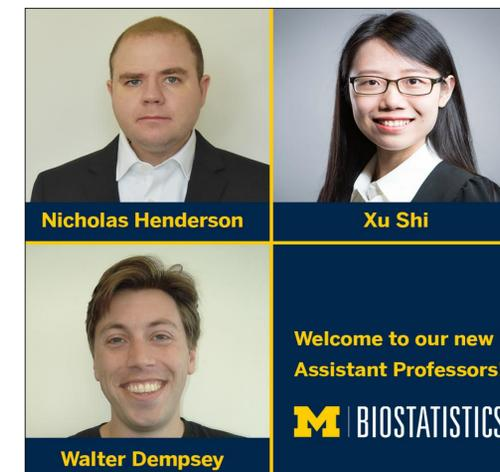 Nicholas Henderson
Xu Shi
Walter Dempsey
Welcome to our new
Assistant Professors
M | BIOSTATISTICS